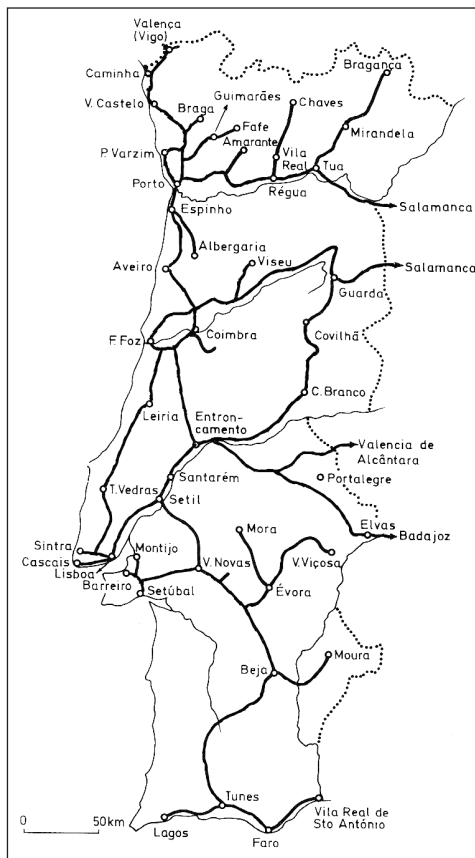 Valença
(Vigo)
Bragança
Caminha
Guimarães
V. Castelo
Braga
Fafe
Chaves
Amarante
Mirandela
P. Varzim
Vila
Real
Tua
Porto
Régua
Salamanca
Espinho
Albergaria
Viseu
Aveiro
Salamanca
Guarda
F. Foz
Coimbra
Covilhã
C. Branco
Leiria
Entron-
camento
Valencia de
Alcântara
Santarém
Portalegre
T. Vedras
Setil
Elvas
Badajoz
Mora
Sintra
Montijo
V. Viçosa
Cascais
Lisboa
V. Novas
Barreiro
Setúbal
Évora
Moura
Beja
Tunes
Vila Real de
Sto António
0 50km
Lagos
Faro